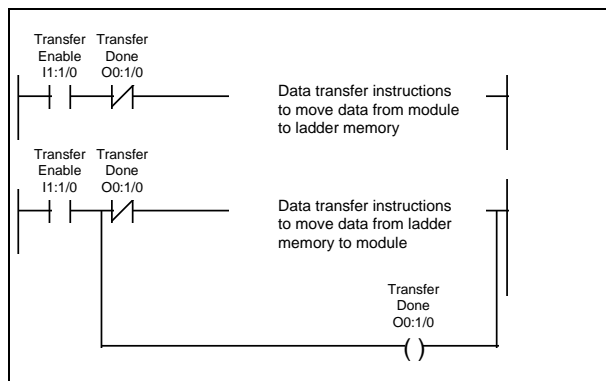 Transfer Transfer
Enable Done
I1:1/0 O0:1/0
Data transfer instructions
to move data from module
to ladder memory
Transfer Transfer
Enable Done
I1:1/0 O0:1/0
Data transfer instructions
to move data from ladder
memory to module
Transfer
Done
O0:1/0